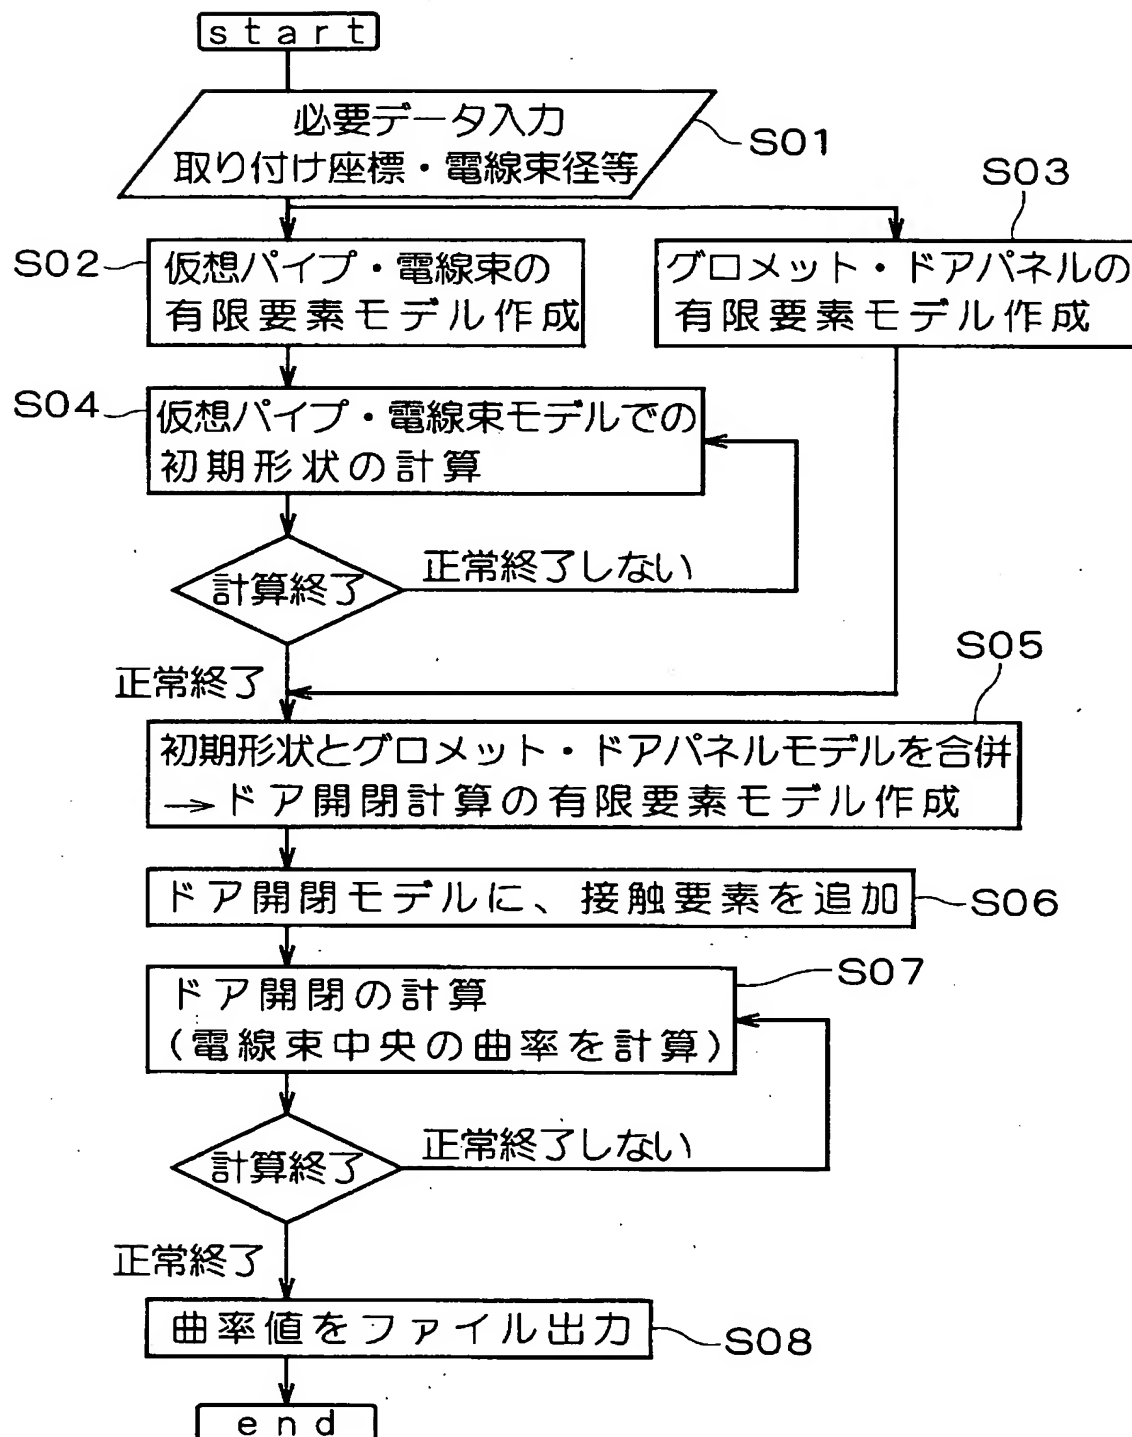 start
必要データ入力
取り付け座標・電線束径等
S01
S03
S02
仮想パイプ・電線束の
有限要素モデル作成
グロメット・ドアパネルの
有限要素モデル作成
S04
仮想パイプ・電線束モデルでの
初期形状の計算
計算終了
正常終了しない
正常終了
S05
初期形状とグロメット・ドアパネルモデルを合併
→ドア開閉計算の有限要素モデル作成
ドア開閉モデルに、接触要素を追加
S06
S07
ドア開閉の計算
(電線束中央の曲率を計算)
計算終了
正常終了しない
正常終了
曲率値をファイル出力
S08
end